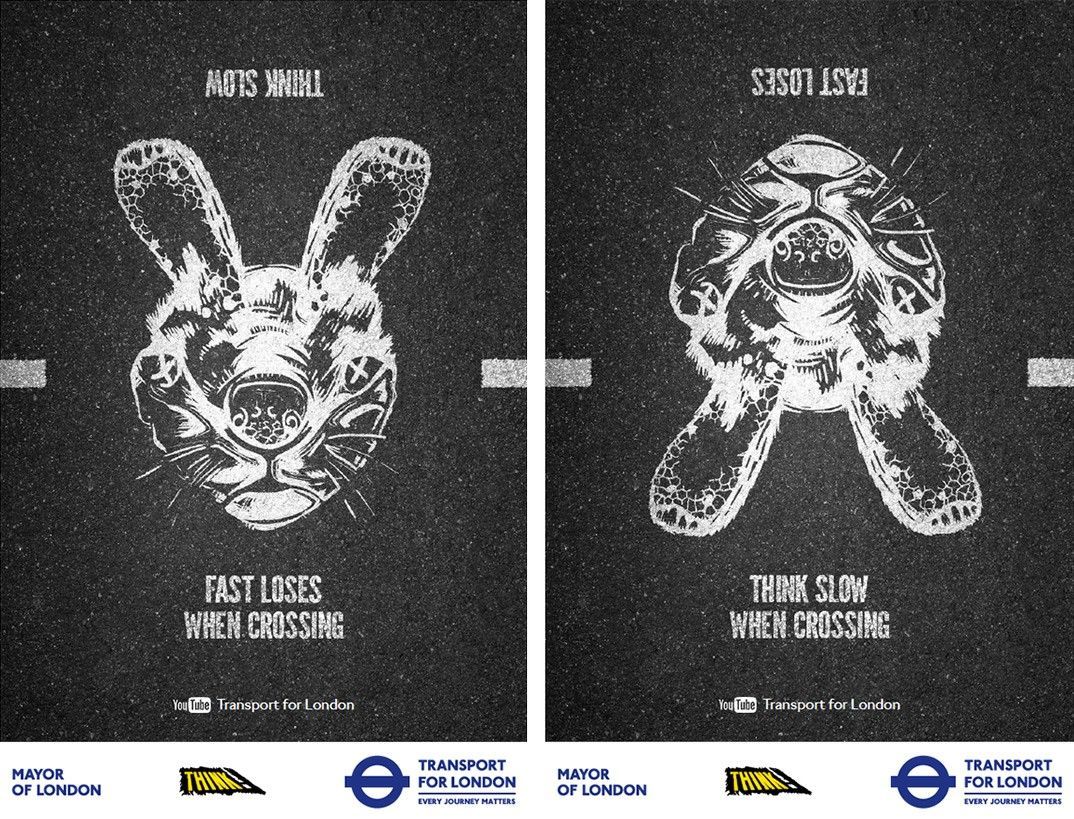 THINK SLOW
FAST LOSES
WHEN CROSSING
YouTube Transport for London
MAYOR
OF LONDON
THINK!
TRANSPORT
FOR LONDON
EVERY JOURNEY MATTERS
FAST LOSES
THINK SLOW
WHEN CROSSING
YouTube Transport for London
MAYOR
OF LONDON
THINK!
TRANSPORT
FOR LONDON
EVERY JOURNEY MATTERS